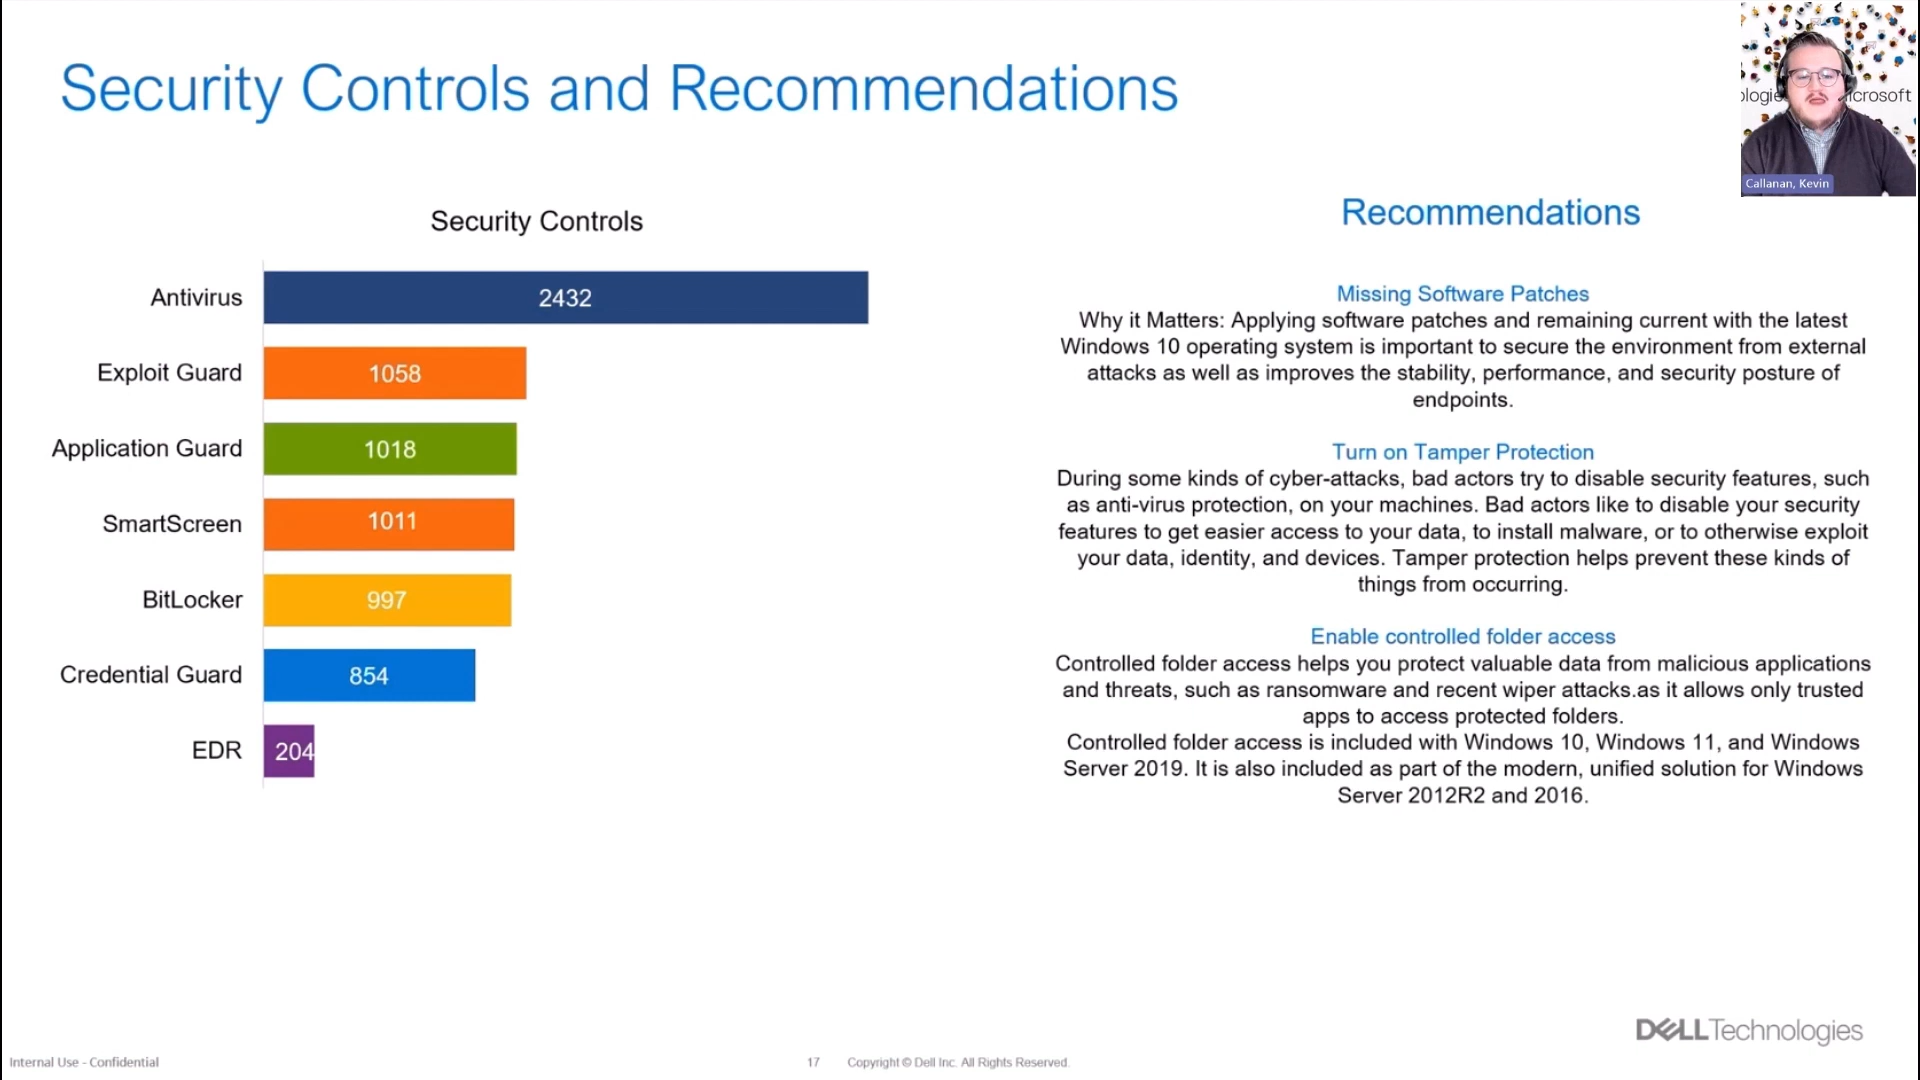 Security Controls and Recommendations
ologie
icrosoft
Callanan, Kevin
Security Controls
Antivirus 2432
Exploit Guard 1058
Application Guard 1018
SmartScreen 1011
BitLocker 997
Credential Guard 854
EDR 204
Recommendations
Missing Software Patches
Why it Matters: Applying software patches and remaining current with the latest
Windows 10 operating system is important to secure the environment from external
attacks as well as improves the stability, performance, and security posture of
endpoints.
Turn on Tamper Protection
During some kinds of cyber-attacks, bad actors try to disable security features, such
as anti-virus protection, on your machines. Bad actors like to disable your security
features to get easier access to your data, to install malware, or to otherwise exploit
your data, identity, and devices. Tamper protection helps prevent these kinds of
things from occurring.
Enable controlled folder access
Controlled folder access helps you protect valuable data from malicious applications
and threats, such as ransomware and recent wiper attacks.as it allows only trusted
apps to access protected folders.
Controlled folder access is included with Windows 10, Windows 11, and Windows
Server 2019. It is also included as part of the modern, unified solution for Windows
Server 2012R2 and 2016.
DELLTechnologies
Internal Use - Confidential
17
Copyright © Dell Inc. All Rights Reserved.